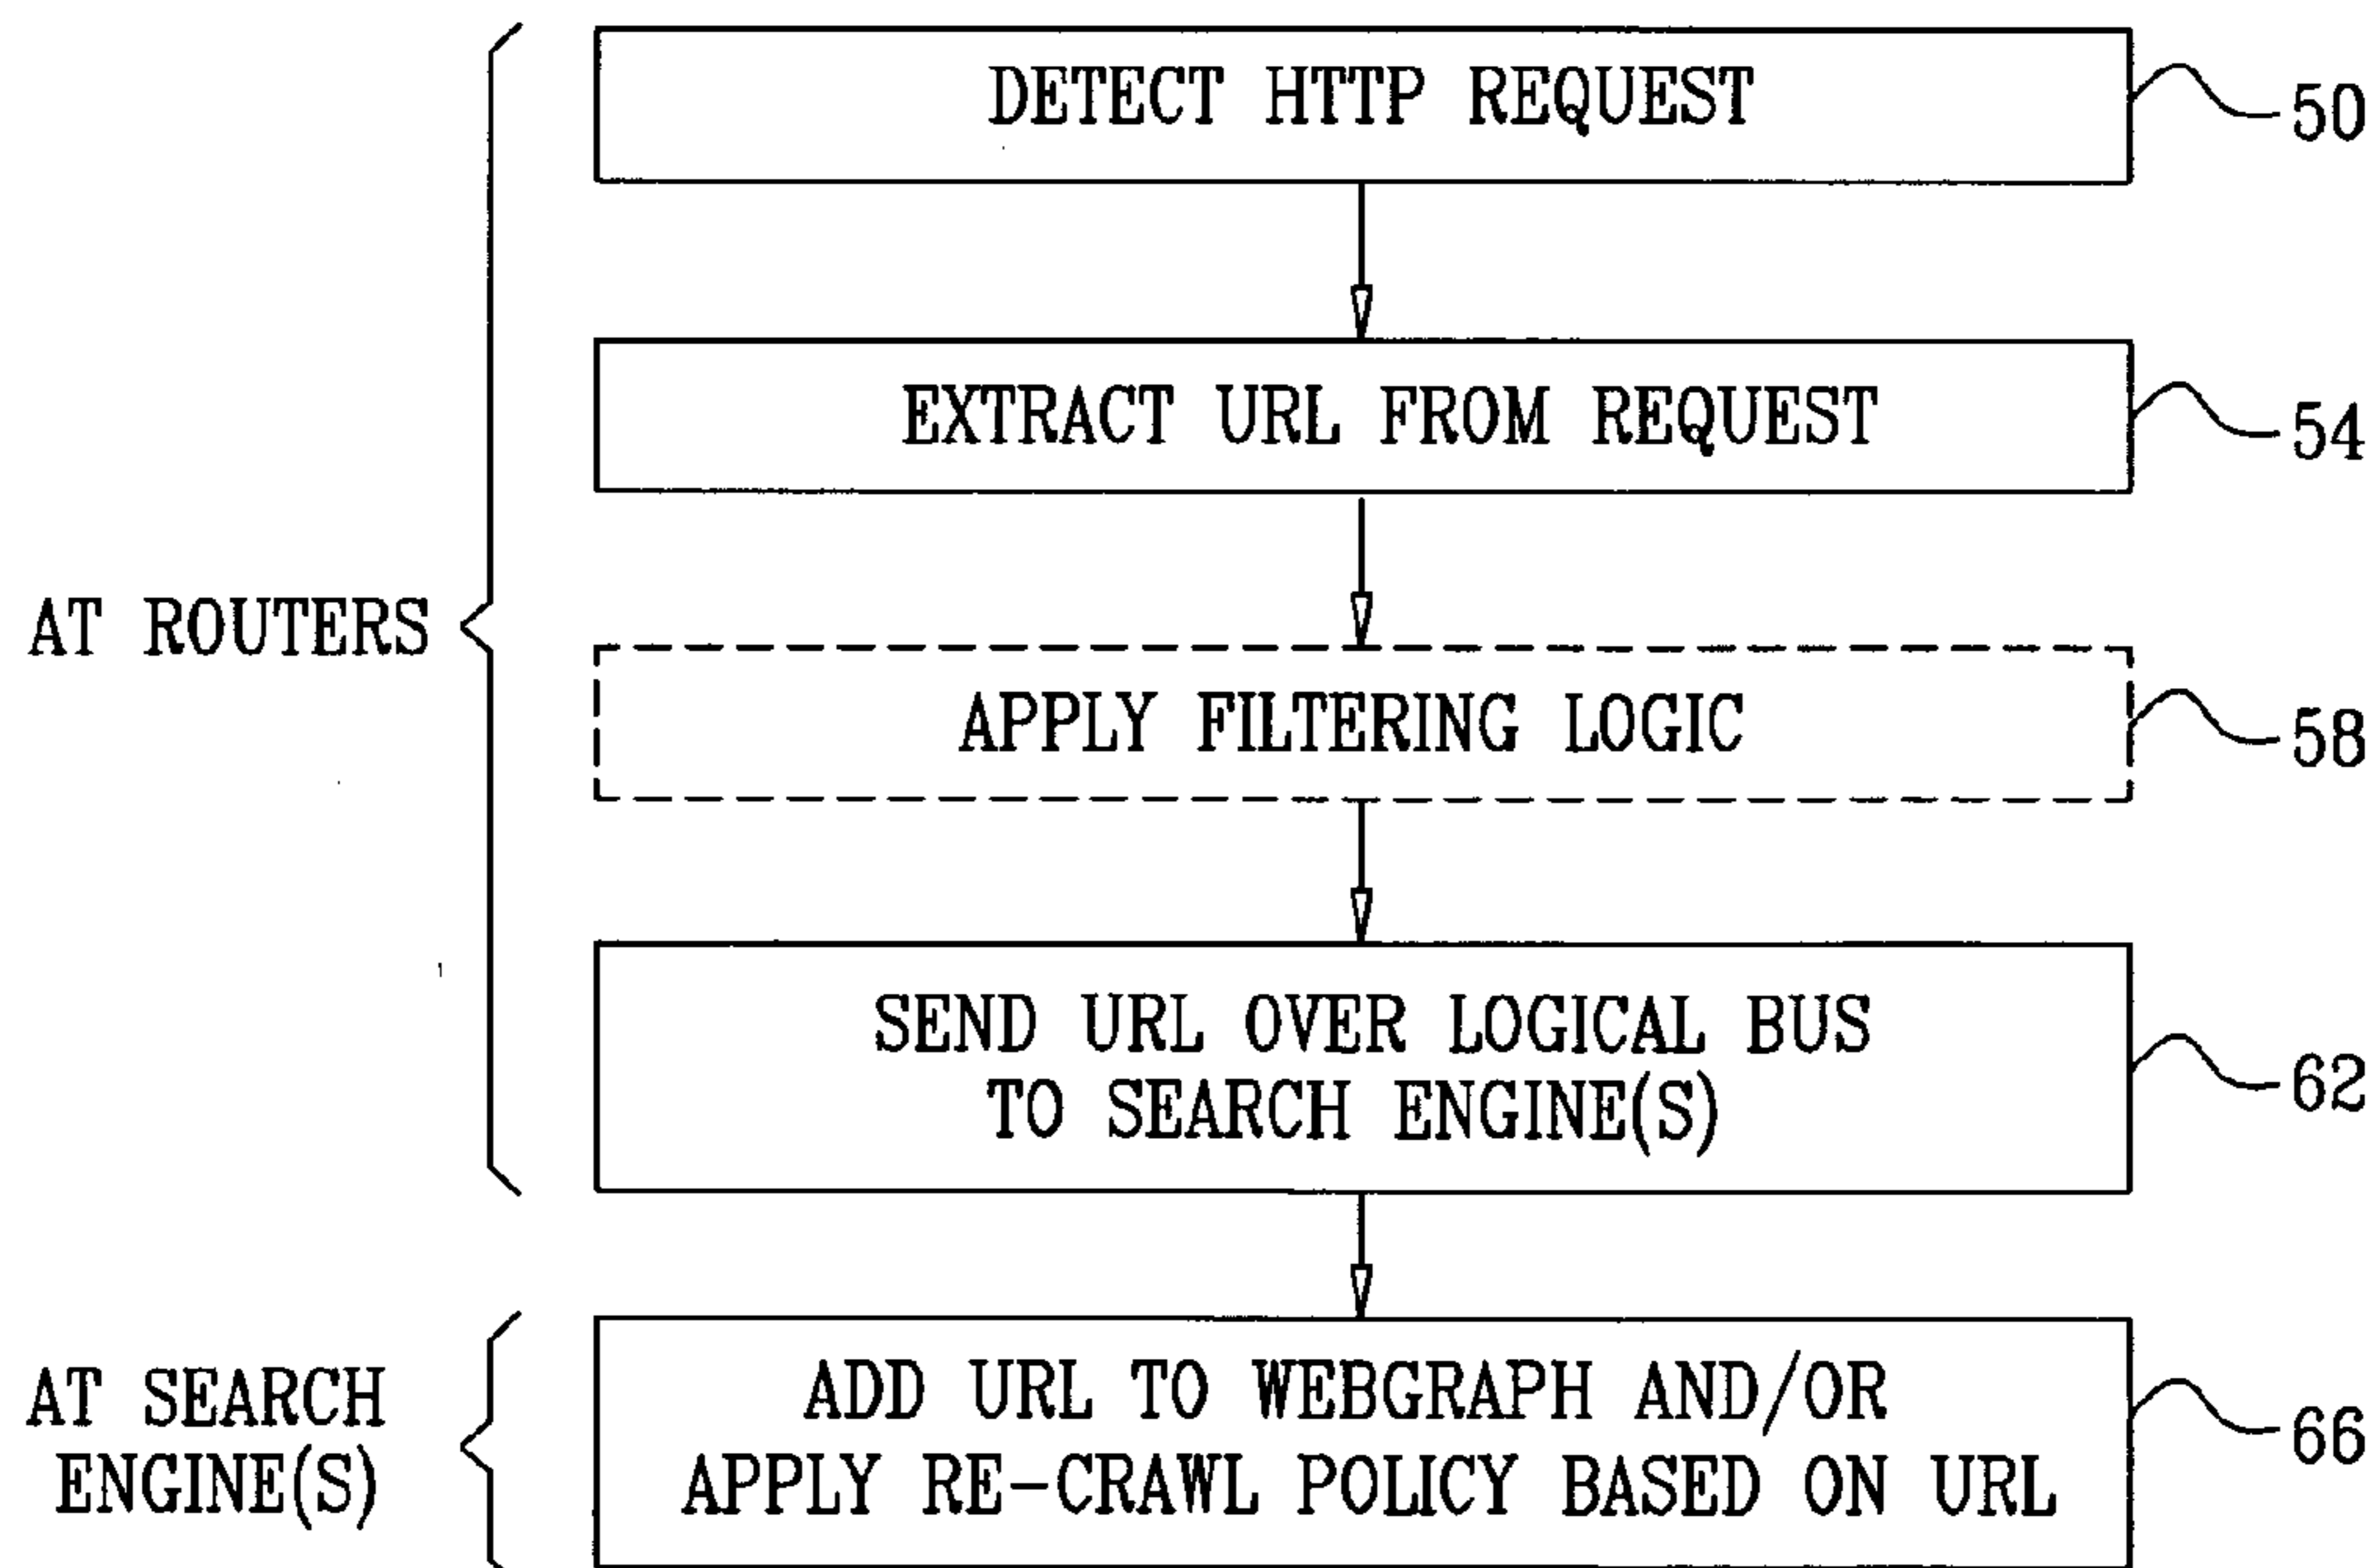 DETECT HTTP REQUEST
50
EXTRACT URL FROM REQUEST
54
AT ROUTERS
APPLY FILTERING LOGIC
58
SEND URL OVER LOGICAL BUS
TO SEARCH ENGINE(S)
62
AT SEARCH
ENGINE(S)
ADD URL TO WEBGRAPH AND/OR
APPLY RE-CRAWL POLICY BASED ON URL
66